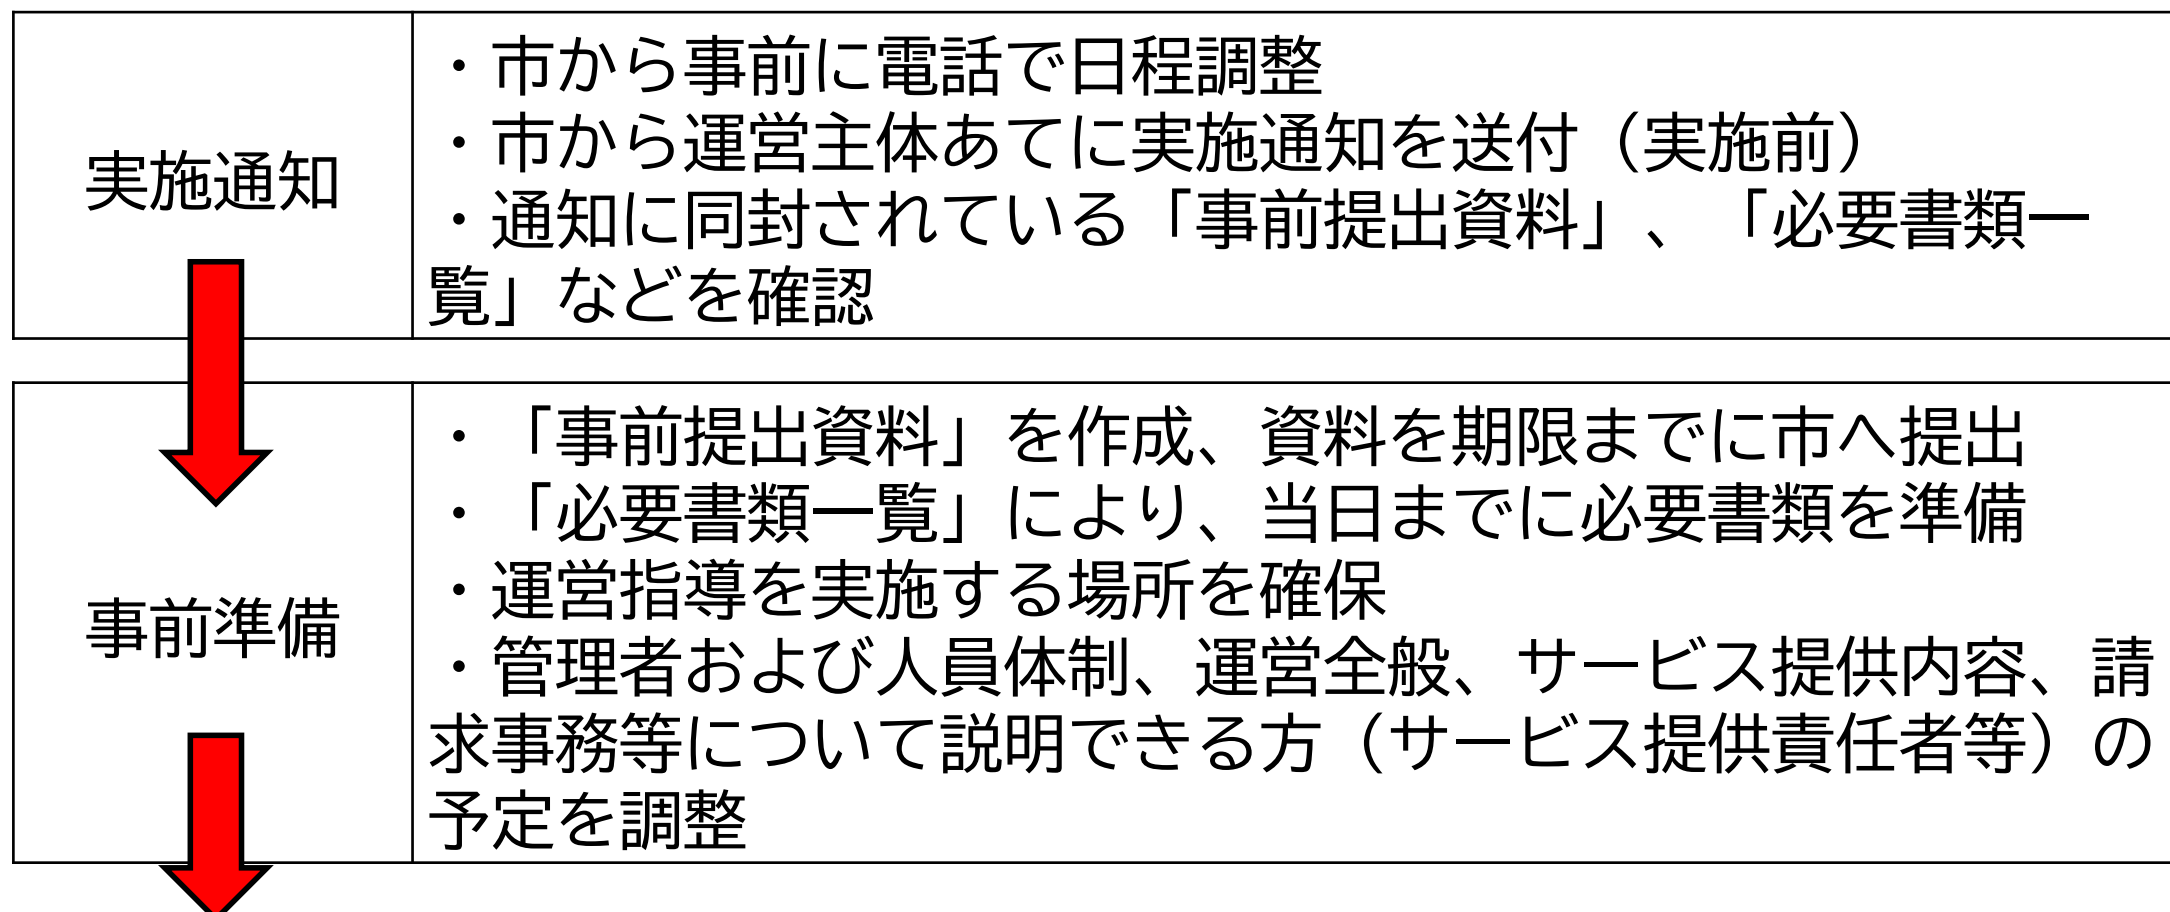 実施通知
・市から事前に電話で日程調整
・市から運営主体あてに実施通知を送付（実施前）
・通知に同封されている「事前提出資料」、「必要書類一
覧」などを確認
事前準備
・「事前提出資料」を作成、資料を期限までに市へ提出
・「必要書類一覧」により、当日までに必要書類を準備
・運営指導を実施する場所を確保
・管理者および人員体制、運営全般、サービス提供内容、請
求事務等について説明できる方（サービス提供責任者等）の
予定を調整